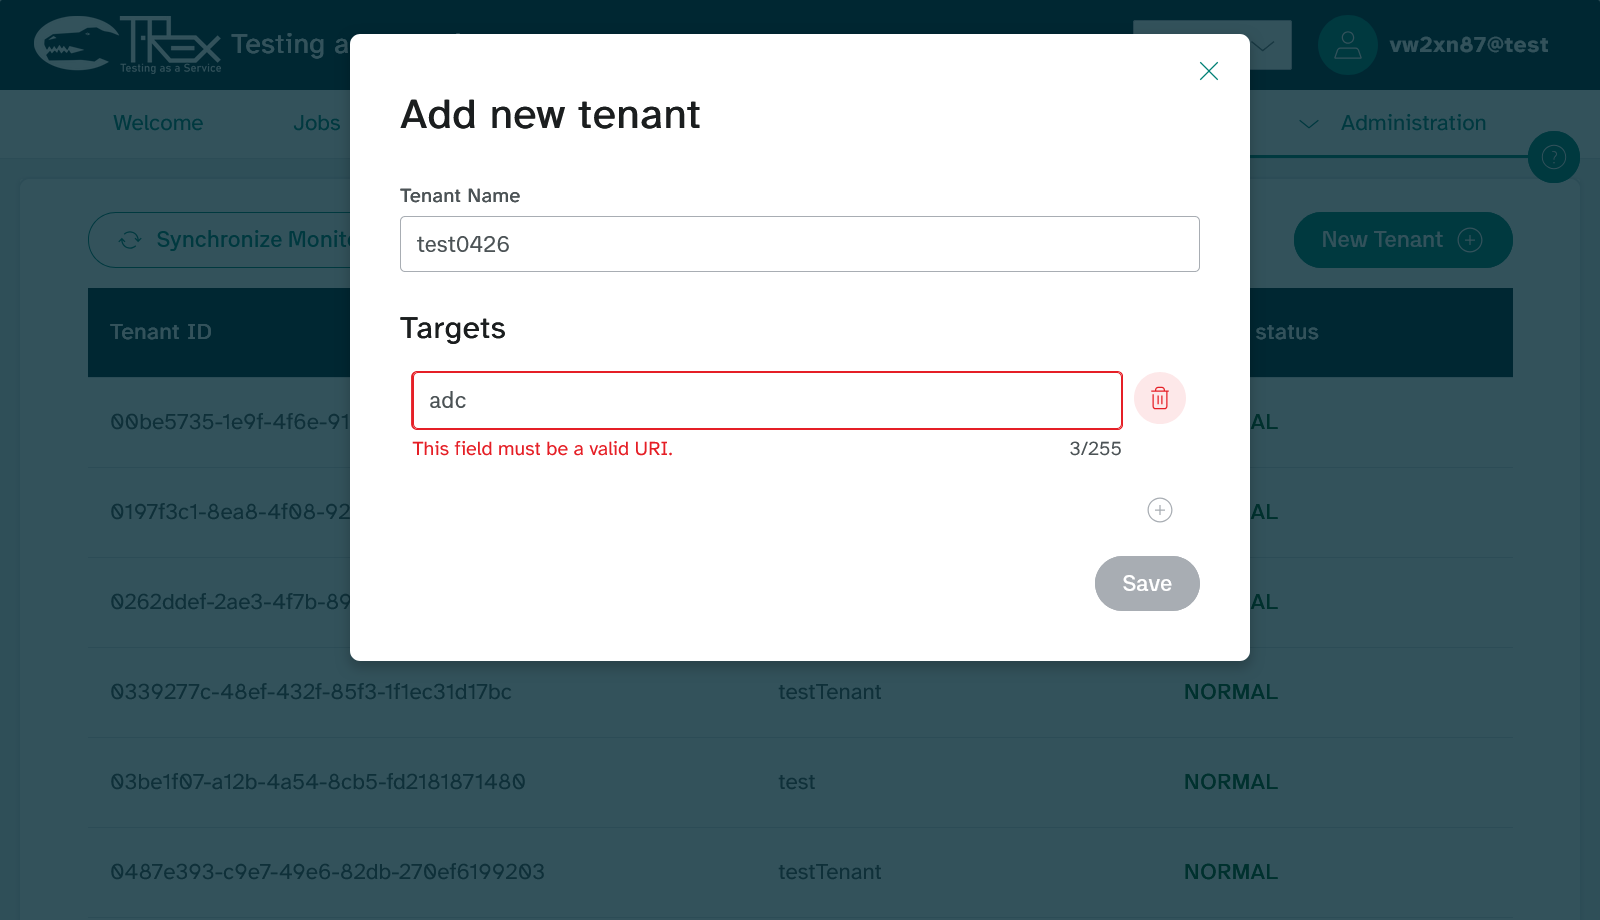 T-REX
Testing as a Service
Testing a
vw2xn87@test
Welcome
Jobs
Administration
Add new tenant
Tenant Name
test0426
Synchronize
New Tenant
Targets
Tenant ID
status
adc
This field must be a valid URI.
3/255
00be5735-1e9f-4f6e-91
AL
0197f3c1-8ea8-4f08-92
AL
Save
0262ddef-2ae3-4f7b-89
AL
0339277c-48ef-432f-85f3-1f1ec31d17bc
testTenant
NORMAL
03be1f07-a12b-4a54-8cb5-fd2181871480
test
NORMAL
0487e393-c9e7-49e6-82db-270ef6199203
testTenant
NORMAL